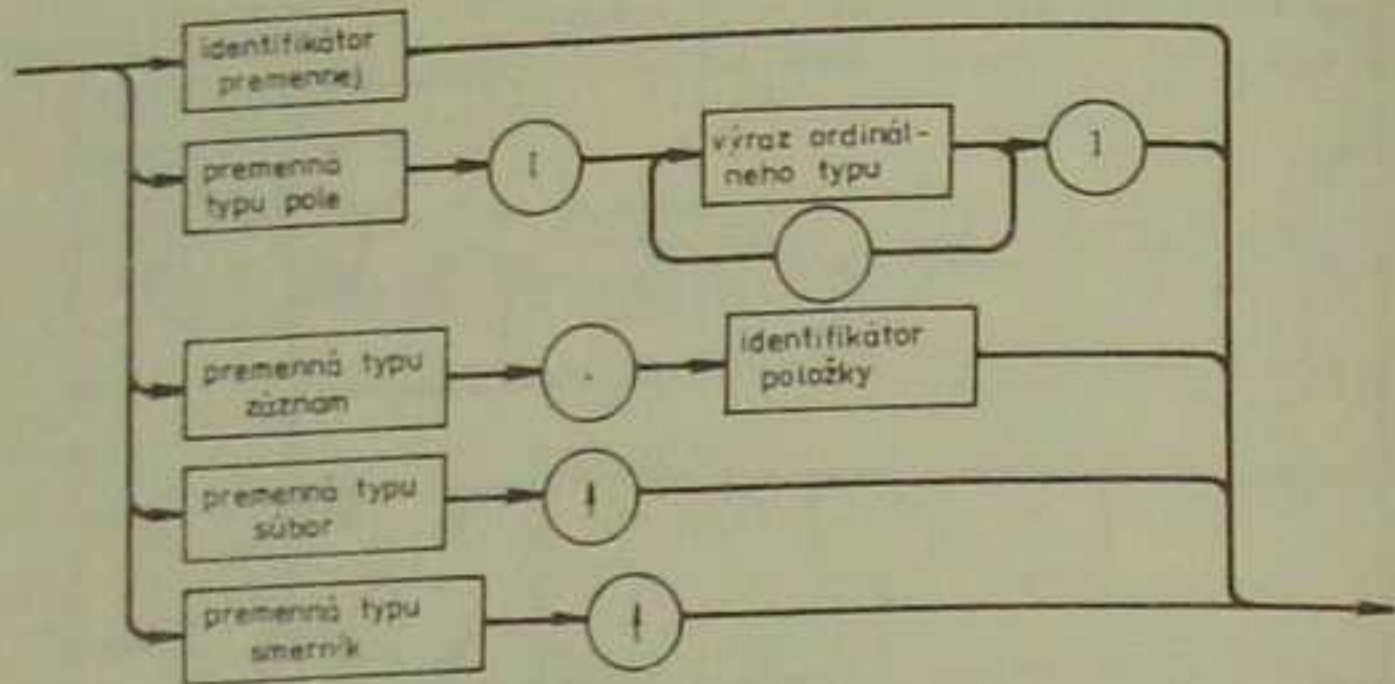 identifikátor
premennej
premenná
typu pole
[
výraz ordinál-
neho typu
]
premenná typu
záznam
.
identifikátor
položky
premenná typu
súbor
↑
premenná typu
smerník
↑